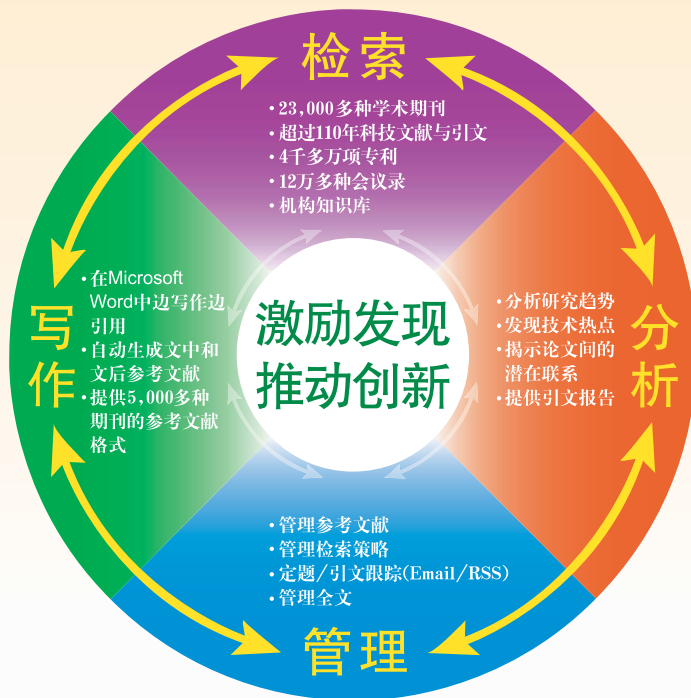 检索
·23,000多种学术期刊
·超过110年科技文献与引文
·4千多万项专利
·12万多种会议录
·机构知识库
写作
·在Microsoft
Word中边写作边
引用
·自动生成文中和
文后参考文献
·提供5,000多种
期刊的参考文献
格式
激励发现
推动创新
·分析研究趋势
·发现技术热点
·揭示论文间的
潜在联系
·提供引文报告
分析
·管理参考文献
·管理检索策略
·定题/引文跟踪(Email/RSS)
·管理全文
管理